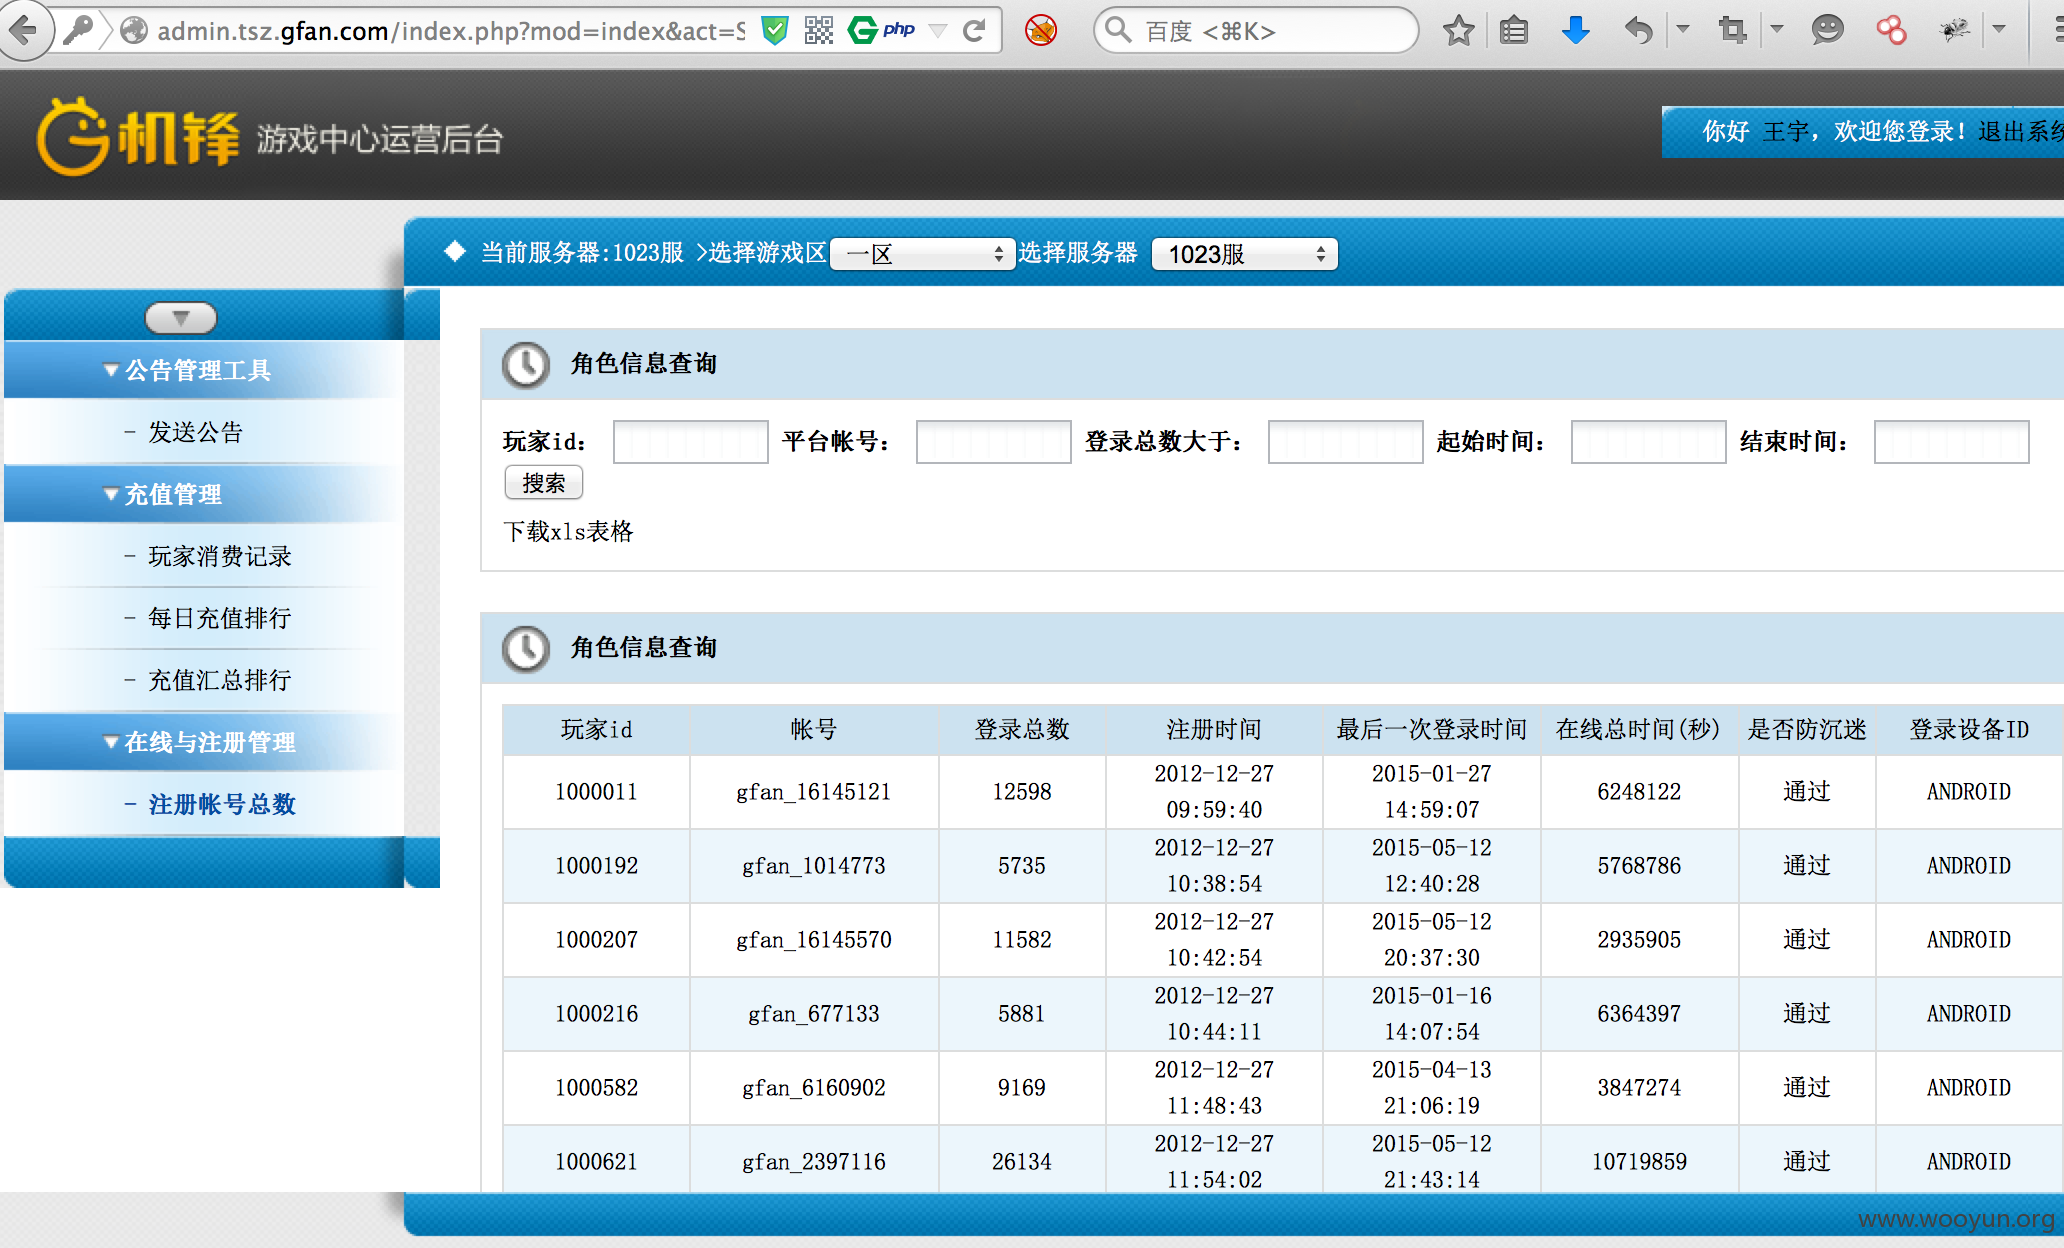 admin.tsz.gfan.com/index.php?mod=index&act=S
php
百度 <⌘K>
机锋 游戏中心运营后台
你好 王宇，欢迎您登录！退出系统
当前服务器:1023服 >选择游戏区 一区 选择服务器 1023服
公告管理工具
- 发送公告
充值管理
- 玩家消费记录
- 每日充值排行
- 充值汇总排行
在线与注册管理
- 注册帐号总数
角色信息查询
玩家id： 平台帐号： 登录总数大于： 起始时间： 结束时间：
搜索
下载xls表格
角色信息查询
玩家id 帐号 登录总数 注册时间 最后一次登录时间 在线总时间(秒) 是否防沉迷 登录设备ID
1000011 gfan_16145121 12598 2012-12-27 09:59:40 2015-01-27 14:59:07 6248122 通过 ANDROID
1000192 gfan_1014773 5735 2012-12-27 10:38:54 2015-05-12 12:40:28 5768786 通过 ANDROID
1000207 gfan_16145570 11582 2012-12-27 10:42:54 2015-05-12 20:37:30 2935905 通过 ANDROID
1000216 gfan_677133 5881 2012-12-27 10:44:11 2015-01-16 14:07:54 6364397 通过 ANDROID
1000582 gfan_6160902 9169 2012-12-27 11:48:43 2015-04-13 21:06:19 3847274 通过 ANDROID
1000621 gfan_2397116 26134 2012-12-27 11:54:02 2015-05-12 21:43:14 10719859 通过 ANDROID
www.wooyun.org